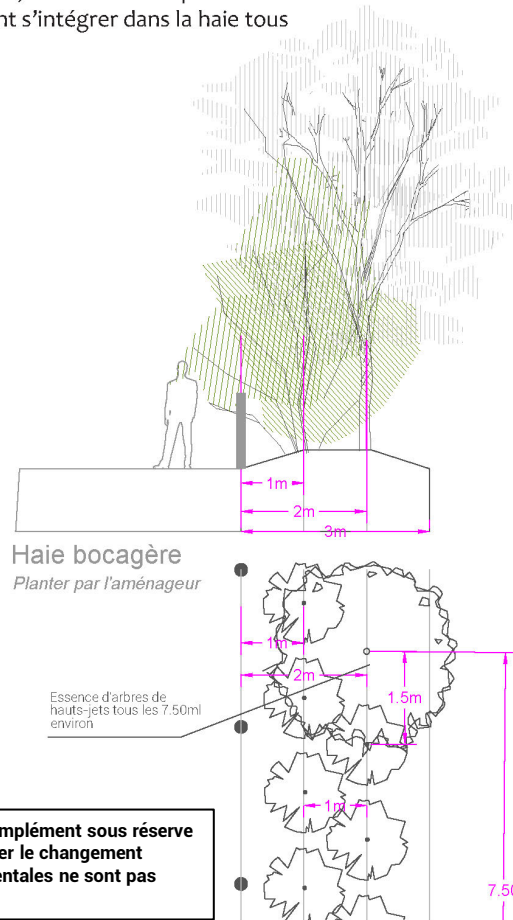 nt s'intégrer dans la haie tous
1m
2m
3m
Haie bocagère
Planter par l'aménageur
1m
2m
1.5m
Essence d'arbres de
hauts-jets tous les 7.50ml
environ
1m
mplément sous réserve
er le changement
entales ne sont pas
7.50